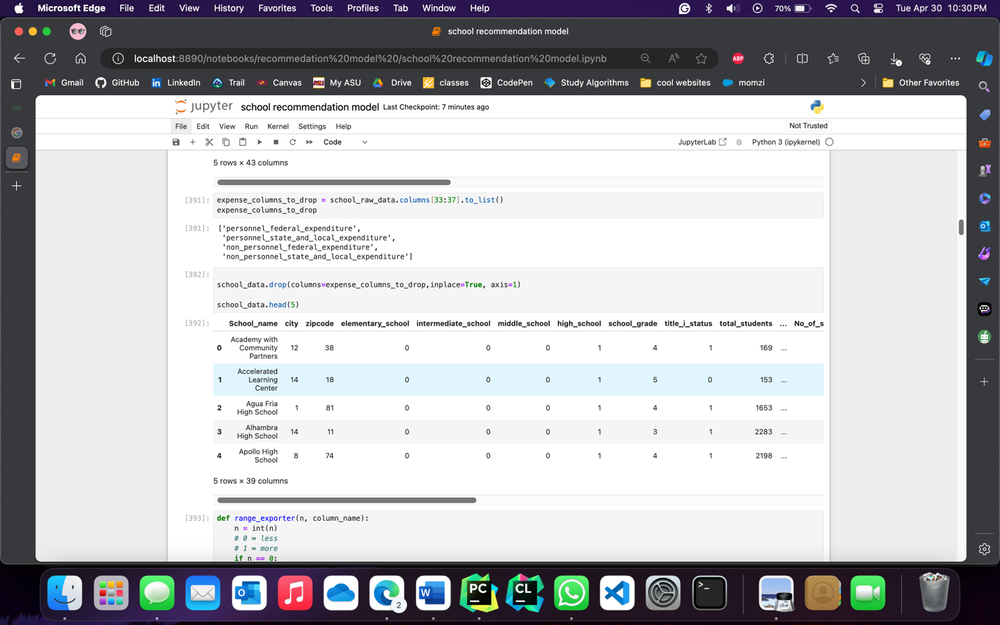 Microsoft Edge File Edit View History Favorites Tools Profiles Tab Window Help 70% Tue Apr 30 10:30 PM
school recommendation model
localhost:8890/notebooks/recommedation%20model%20/school%20recommendation%20model.ipynb ABP
Gmail GitHub LinkedIn Trail Canvas My ASU Drive classes CodePen Study Algorithms cool websites momzi Other Favorites
jupyter school recommendation model Last Checkpoint: 7 minutes ago
File Edit View Run Kernel Settings Help Not Trusted
Code JupyterLab Python 3 (ipykernel)
5 rows × 43 columns
[391]: expense_columns_to_drop = school_raw_data.columns[33:37].to_list()
expense_columns_to_drop
[391]: ['personnel_federal_expenditure',
'personnel_state_and_local_expenditure',
'non_personnel_federal_expenditure',
'non_personnel_state_and_local_expenditure']
[392]:
school_data.drop(columns=expense_columns_to_drop,inplace=True, axis=1)
school_data.head(5)
[392]: School_name city zipcode elementary_school intermediate_school middle_school high_school school_grade title_i_status total_students ... No_of_s
0 Academy with Community Partners 12 38 0 0 0 1 4 1 169 ...
1 Accelerated Learning Center 14 18 0 0 0 1 5 0 153 ...
2 Agua Fria High School 1 81 0 0 0 1 4 1 1653 ...
3 Alhambra High School 14 11 0 0 0 1 3 1 2283 ...
4 Apollo High School 8 74 0 0 0 1 4 1 2198 ...
5 rows × 39 columns
[393]: def range_exporter(n, column_name):
n = int(n)
# 0 = less
# 1 = more
if n == 0:
PC CL 2